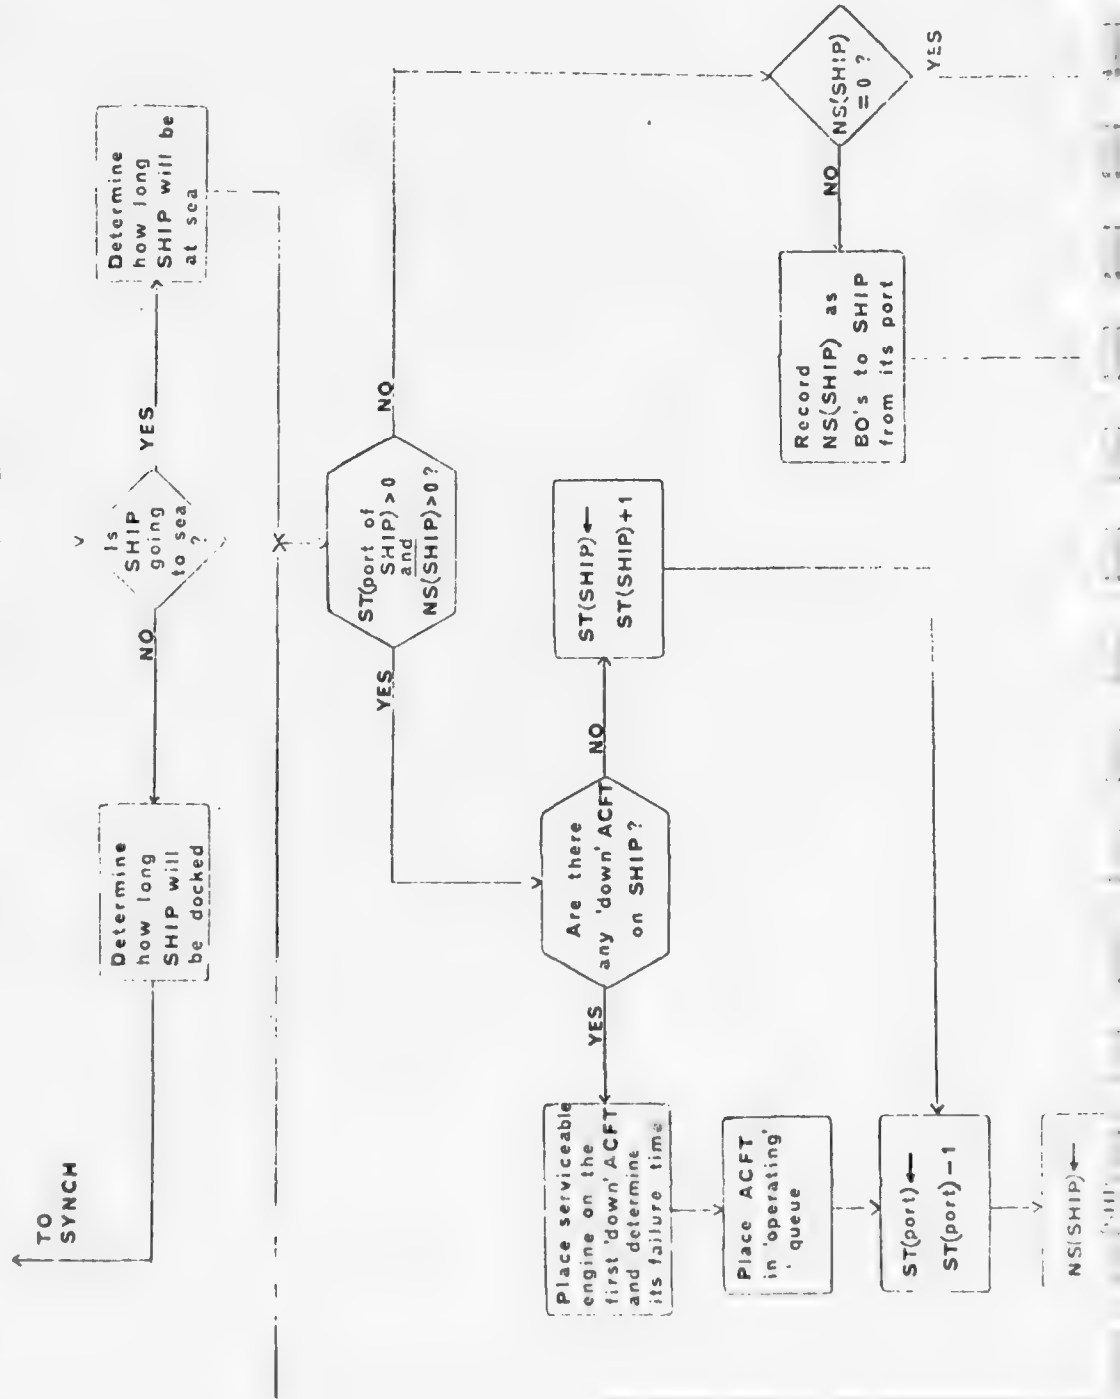 TO
SYNCH
Determine
how long
SHIP will
be docked
NO
Is
SHIP
going
to sea
?
YES
Determine
how long
SHIP will be
at sea
ST(port of
SHIP)>0
and
NS(SHIP)>0?
YES
NO
Are there
any 'down' ACFT
on SHIP?
YES
NO
ST(SHIP)←
ST(SHIP)+1
Place serviceable
engine on the
first 'down' ACFT
and determine
its failure time
Place ACFT
in 'operating'
queue
ST(port)←
ST(port)-1
NS(SHIP)←
NS(SHIP)
=0 ?
NO
YES
Record
NS(SHIP) as
BO's to SHIP
from its port